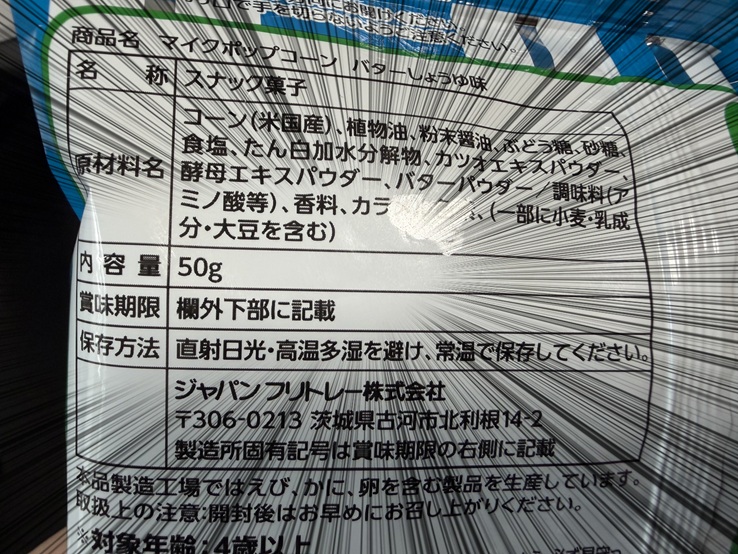 商品名 マイクポップコーン バターしょうゆ味
名称 スナック菓子
原材料名 コーン(米国産)、植物油、粉末醤油、ぶどう糖、砂糖、
食塩、たん白加水分解物、カツオエキスパウダー、
酵母エキスパウダー、バターパウダー/調味料(ア
ミノ酸等)、香料、カラ、(一部に小麦・乳成
分・大豆を含む)
内容量 50g
賞味期限 欄外下部に記載
保存方法 直射日光・高温多湿を避け、常温で保存してください。
ジャパンフリトレー株式会社
〒306-0213 茨城県古河市北利根14-2
製造所固有記号は賞味期限の右側に記載
本品製造工場ではえび、かに、卵を含む製品を生産しています。
取扱上の注意:開封後はお早めにお召し上がりください。
※対象年齢:4歳以上